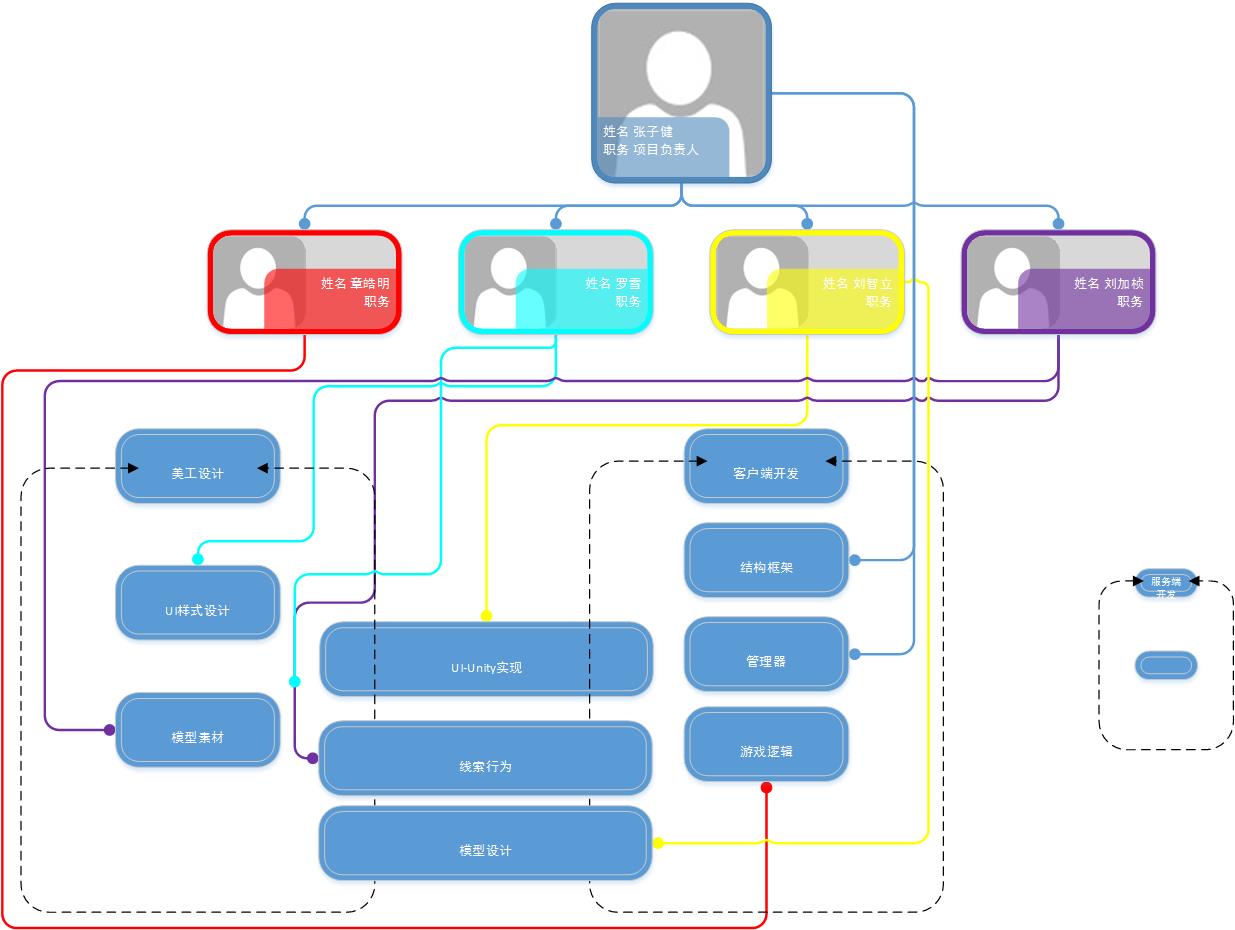 姓名 张子健
职务 项目负责人
姓名 章皓明
职务
姓名 罗雪
职务
姓名 刘智立
职务
姓名 刘加桢
职务
美工设计
客户端开发
结构框架
服务端
开发
UI样式设计
UI-Unity实现
管理器
模型素材
线索行为
游戏逻辑
模型设计